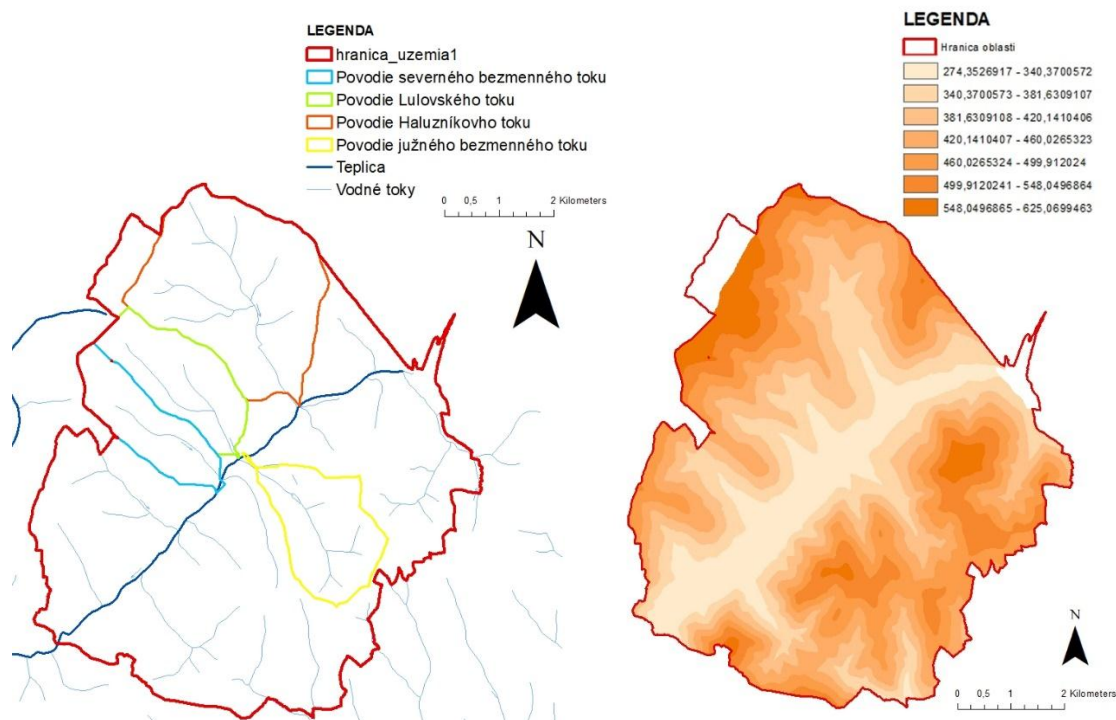 LEGENDA
hranica_uzemia1
Povodie severného bezmenného toku
Povodie Lulovského toku
Povodie Haluzníkovho toku
Povodie južného bezmenného toku
Teplica
Vodné toky
0 0,5 1 2 Kilometers
N
LEGENDA
Hranica oblasti
274,3526917 - 340,3700572
340,3700573 - 381,6309107
381,6309108 - 420,1410406
420,1410407 - 460,0265323
460,0265324 - 499,912024
499,9120241 - 548,0496864
548,0496865 - 625,0699463
N
0 0,5 1 2 Kilometers